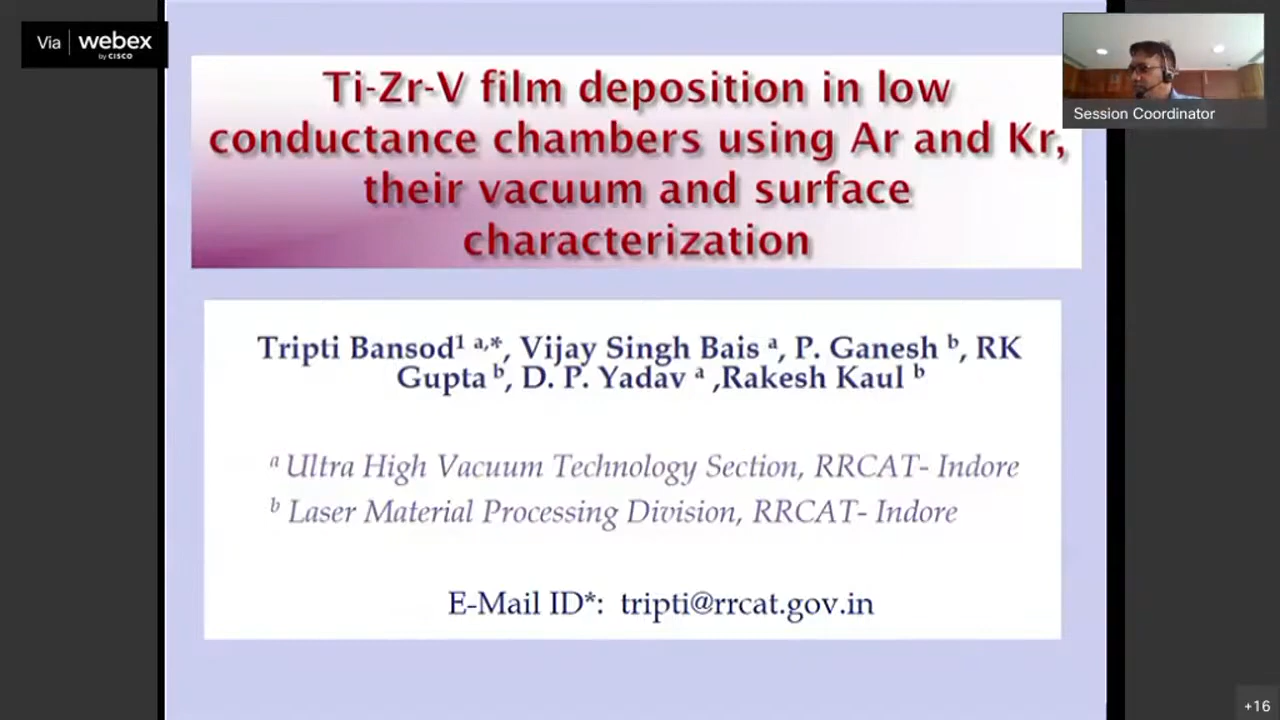 Via webex
by CISCO
Session Coordinator
Ti-Zr-V film deposition in low
conductance chambers using Ar and Kr,
their vacuum and surface
characterization
Tripti Bansod¹ ᵃ,*, Vijay Singh Bais ᵃ, P. Ganesh ᵇ, RK
Gupta ᵇ, D. P. Yadav ᵃ ,Rakesh Kaul ᵇ
ᵃ Ultra High Vacuum Technology Section, RRCAT- Indore
ᵇ Laser Material Processing Division, RRCAT- Indore
E-Mail ID*: tripti@rrcat.gov.in
+16